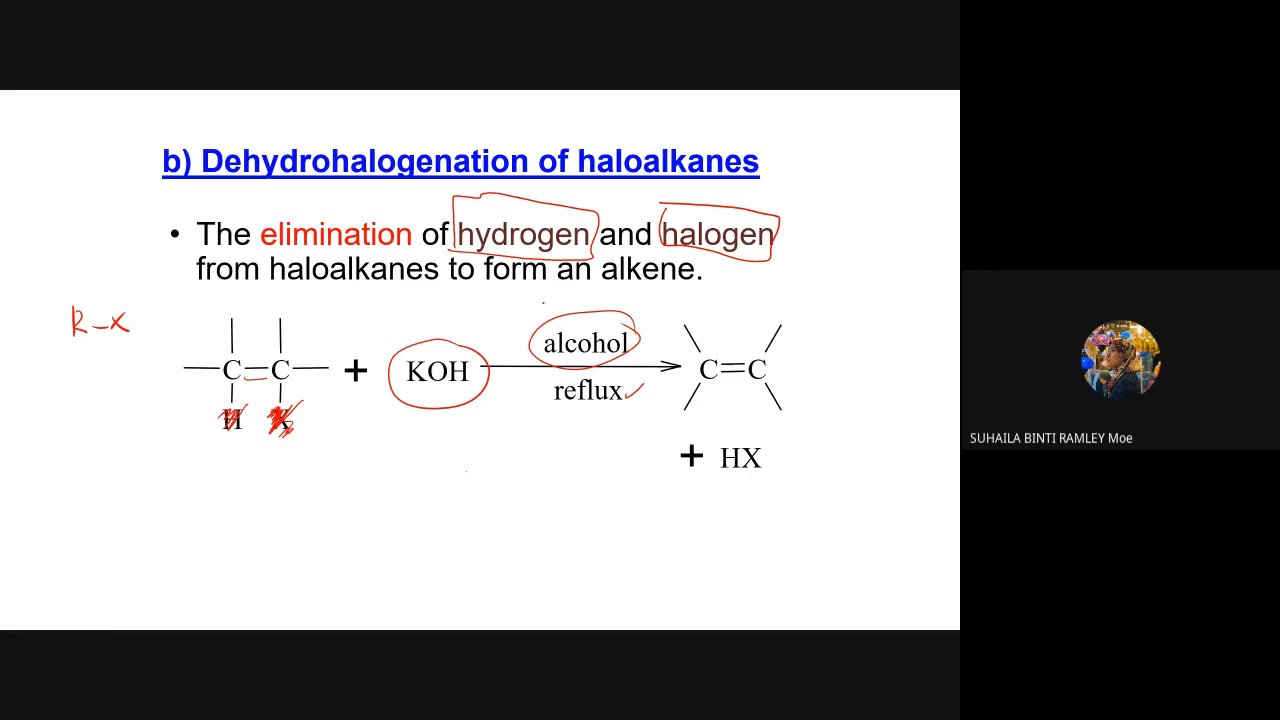 b) Dehydrohalogenation of haloalkanes
• The elimination of hydrogen and halogen
from haloalkanes to form an alkene.
R-X
C=C + KOH alcohol C=C
reflux
H X
+ HX
SUHAILA BINTI RAMLEY Moe